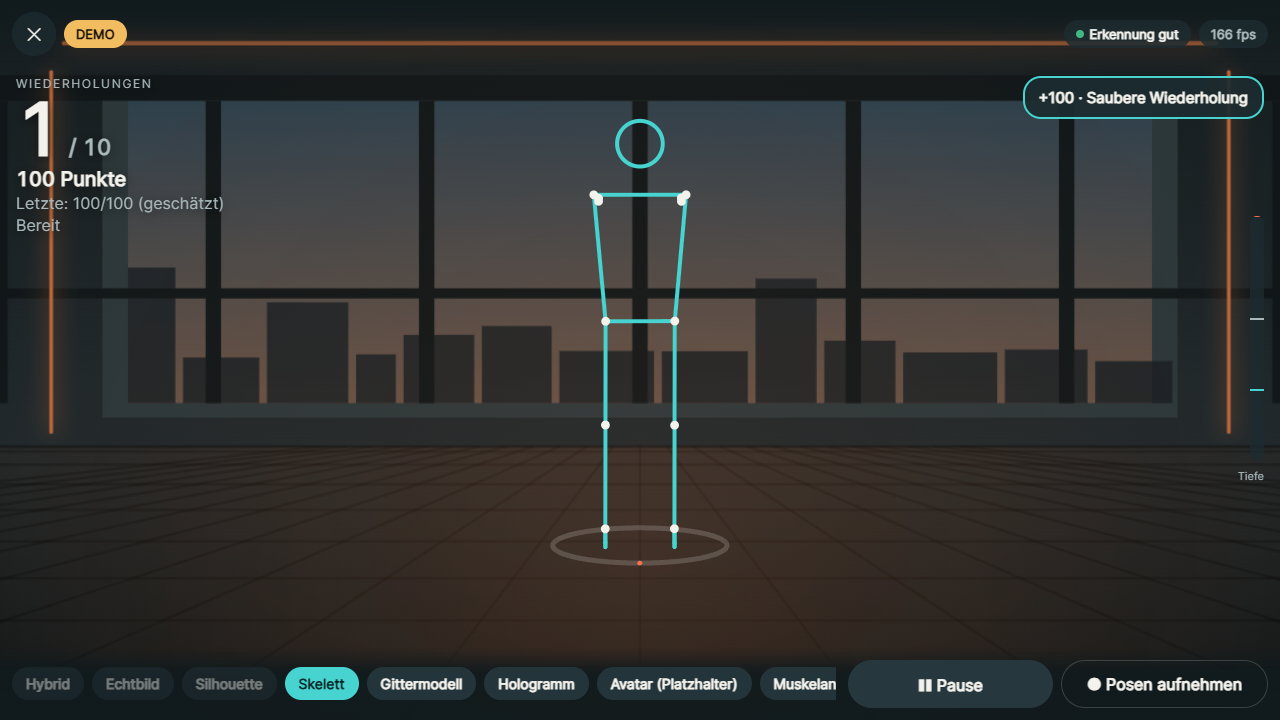 DEMO
Erkennung gut
166 fps
WIEDERHOLUNGEN
1 / 10
100 Punkte
Letzte: 100/100 (geschätzt)
Bereit
+100 · Saubere Wiederholung
Tiefe
Hybrid
Echtbild
Silhouette
Skelett
Gittermodell
Hologramm
Avatar (Platzhalter)
Muskelan
Pause
Posen aufnehmen